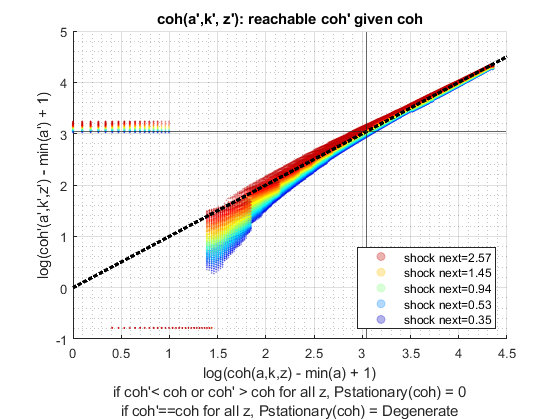 coh(a',k', z'): reachable coh' given coh
log(coh'(a',k',z') - min(a') + 1)
5
4
3
2
1
0
-1
shock next=2.57
shock next=1.45
shock next=0.94
shock next=0.53
shock next=0.35
0 0.5 1 1.5 2 2.5 3 3.5 4 4.5
log(coh(a,k,z) - min(a) + 1)
if coh'< coh or coh' > coh for all z, Pstationary(coh) = 0
if coh'==coh for all z, Pstationary(coh) = Degenerate